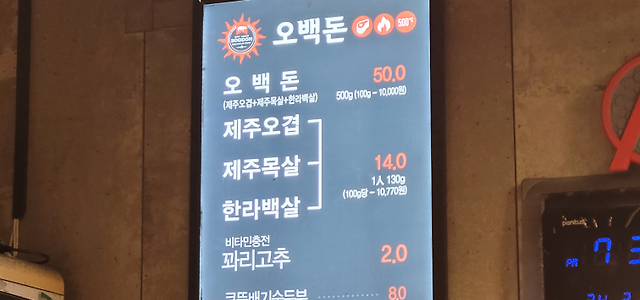 오백돈 500℃
오 백 돈 50.0
(제주오겹+제주목살+한라백살) 500g (100g - 10,000원)
제주오겹
제주목살 14.0
1人 130g
(100g당 - 10,770원)
한라백살
비타민충전
꽈리고추 2.0
8.0
PM 7